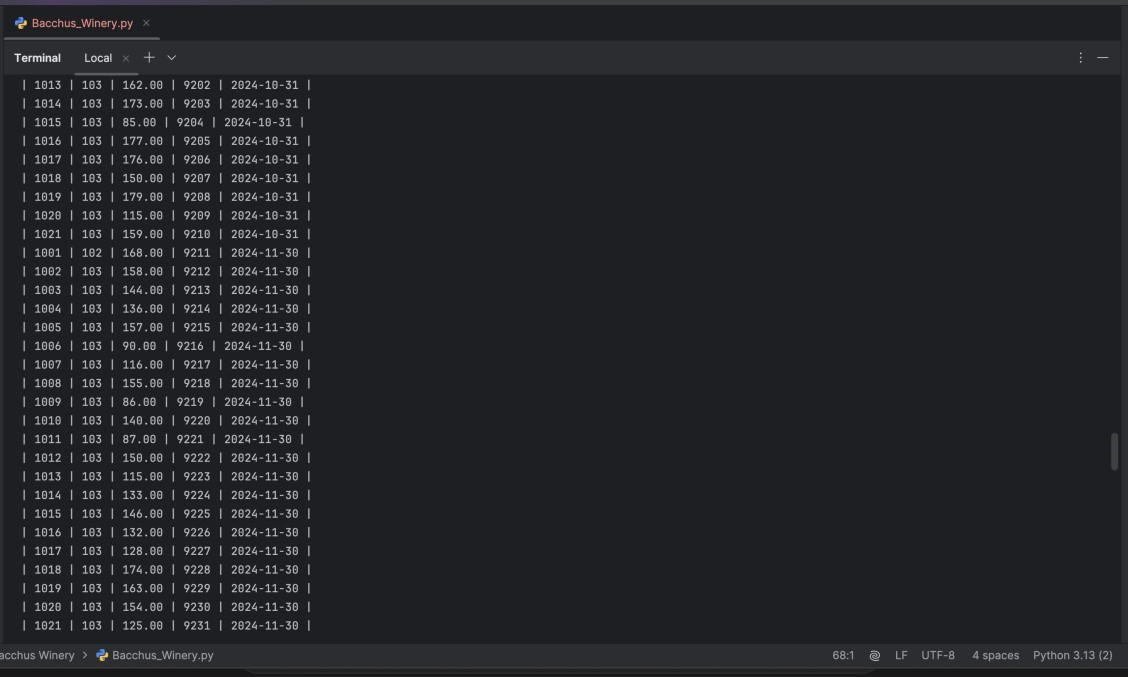 Bacchus_Winery.py ×
Terminal Local × + ⌄
| 1013 | 103 | 162.00 | 9202 | 2024-10-31 |
| 1014 | 103 | 173.00 | 9203 | 2024-10-31 |
| 1015 | 103 | 85.00 | 9204 | 2024-10-31 |
| 1016 | 103 | 177.00 | 9205 | 2024-10-31 |
| 1017 | 103 | 176.00 | 9206 | 2024-10-31 |
| 1018 | 103 | 150.00 | 9207 | 2024-10-31 |
| 1019 | 103 | 179.00 | 9208 | 2024-10-31 |
| 1020 | 103 | 115.00 | 9209 | 2024-10-31 |
| 1021 | 103 | 159.00 | 9210 | 2024-10-31 |
| 1001 | 102 | 168.00 | 9211 | 2024-11-30 |
| 1002 | 103 | 158.00 | 9212 | 2024-11-30 |
| 1003 | 103 | 144.00 | 9213 | 2024-11-30 |
| 1004 | 103 | 136.00 | 9214 | 2024-11-30 |
| 1005 | 103 | 157.00 | 9215 | 2024-11-30 |
| 1006 | 103 | 90.00 | 9216 | 2024-11-30 |
| 1007 | 103 | 116.00 | 9217 | 2024-11-30 |
| 1008 | 103 | 155.00 | 9218 | 2024-11-30 |
| 1009 | 103 | 86.00 | 9219 | 2024-11-30 |
| 1010 | 103 | 140.00 | 9220 | 2024-11-30 |
| 1011 | 103 | 87.00 | 9221 | 2024-11-30 |
| 1012 | 103 | 150.00 | 9222 | 2024-11-30 |
| 1013 | 103 | 115.00 | 9223 | 2024-11-30 |
| 1014 | 103 | 133.00 | 9224 | 2024-11-30 |
| 1015 | 103 | 146.00 | 9225 | 2024-11-30 |
| 1016 | 103 | 132.00 | 9226 | 2024-11-30 |
| 1017 | 103 | 128.00 | 9227 | 2024-11-30 |
| 1018 | 103 | 174.00 | 9228 | 2024-11-30 |
| 1019 | 103 | 163.00 | 9229 | 2024-11-30 |
| 1020 | 103 | 154.00 | 9230 | 2024-11-30 |
| 1021 | 103 | 125.00 | 9231 | 2024-11-30 |
acchus Winery > Bacchus_Winery.py 68:1 LF UTF-8 4 spaces Python 3.13 (2)